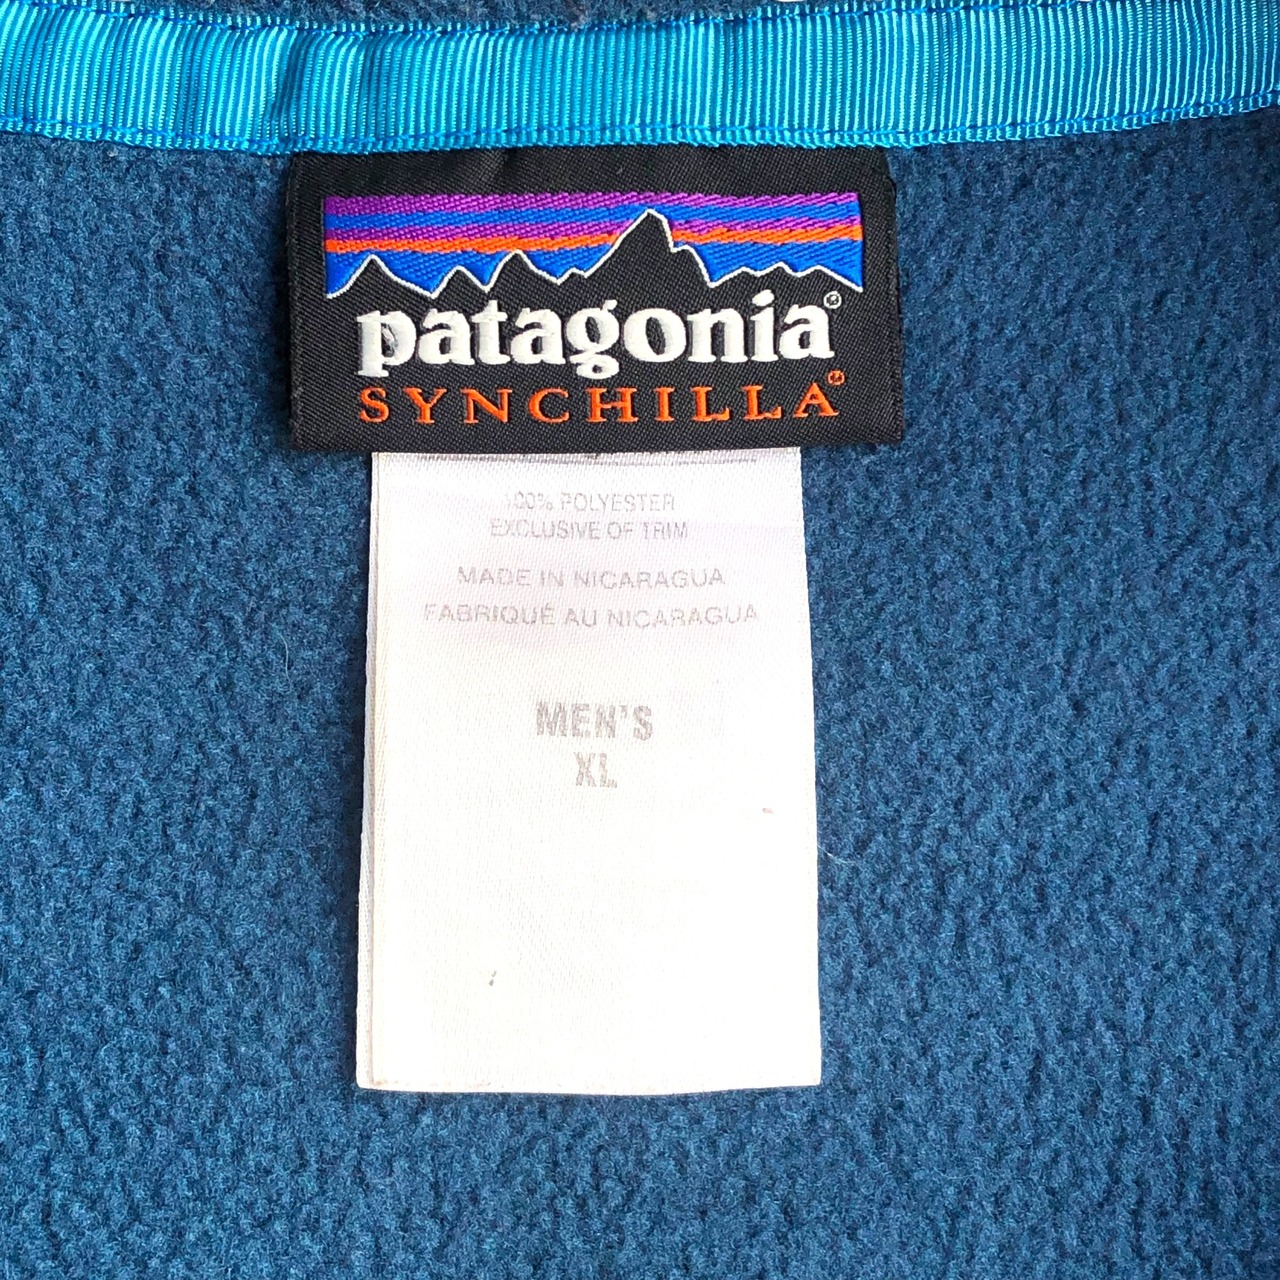 patagonia®
SYNCHILLA®
100% POLYESTER
EXCLUSIVE OF TRIM
MADE IN NICARAGUA
FABRIQUÉ AU NICARAGUA
MEN'S
XL